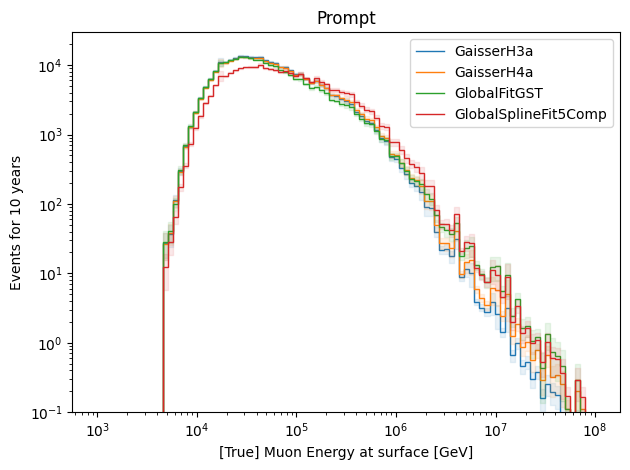 Prompt
GaisserH3a
GaisserH4a
GlobalFitGST
GlobalSplineFit5Comp
Events for 10 years
10^4
10^3
10^2
10^1
10^0
10^-1
10^3 10^4 10^5 10^6 10^7 10^8
[True] Muon Energy at surface [GeV]